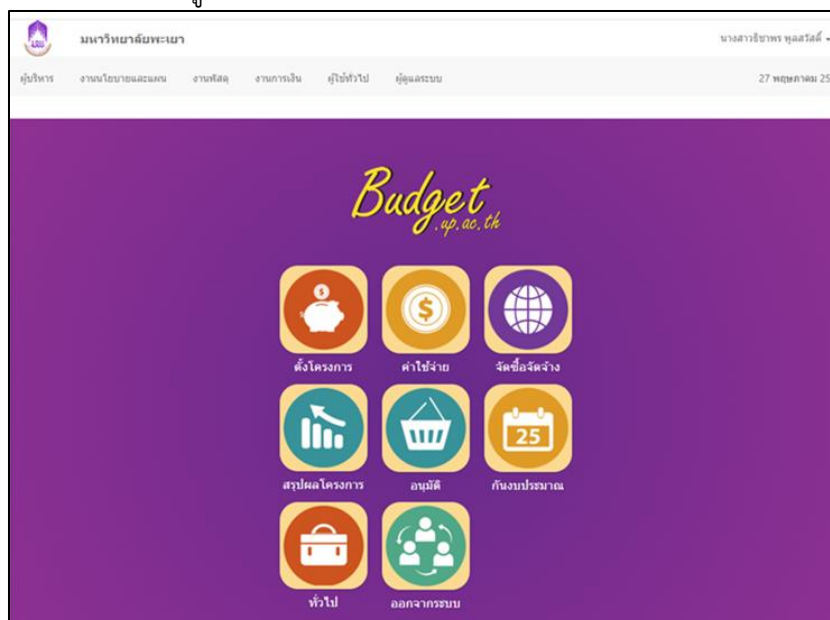 มหาวิทยาลัยพะเยา
นางสาวธิชาพร พูลสวัสดิ์
ผู้บริหาร งานนโยบายและแผน งานพัสดุ งานการเงิน ผู้ใช้ทั่วไป ผู้ดูแลระบบ
27 พฤษภาคม 25
Budget
.up.ac.th
ตั้งโครงการ ค่าใช้จ่าย จัดซื้อจัดจ้าง
25
สรุปผลโครงการ อนุมัติ กันงบประมาณ
ทั่วไป ออกจากระบบ